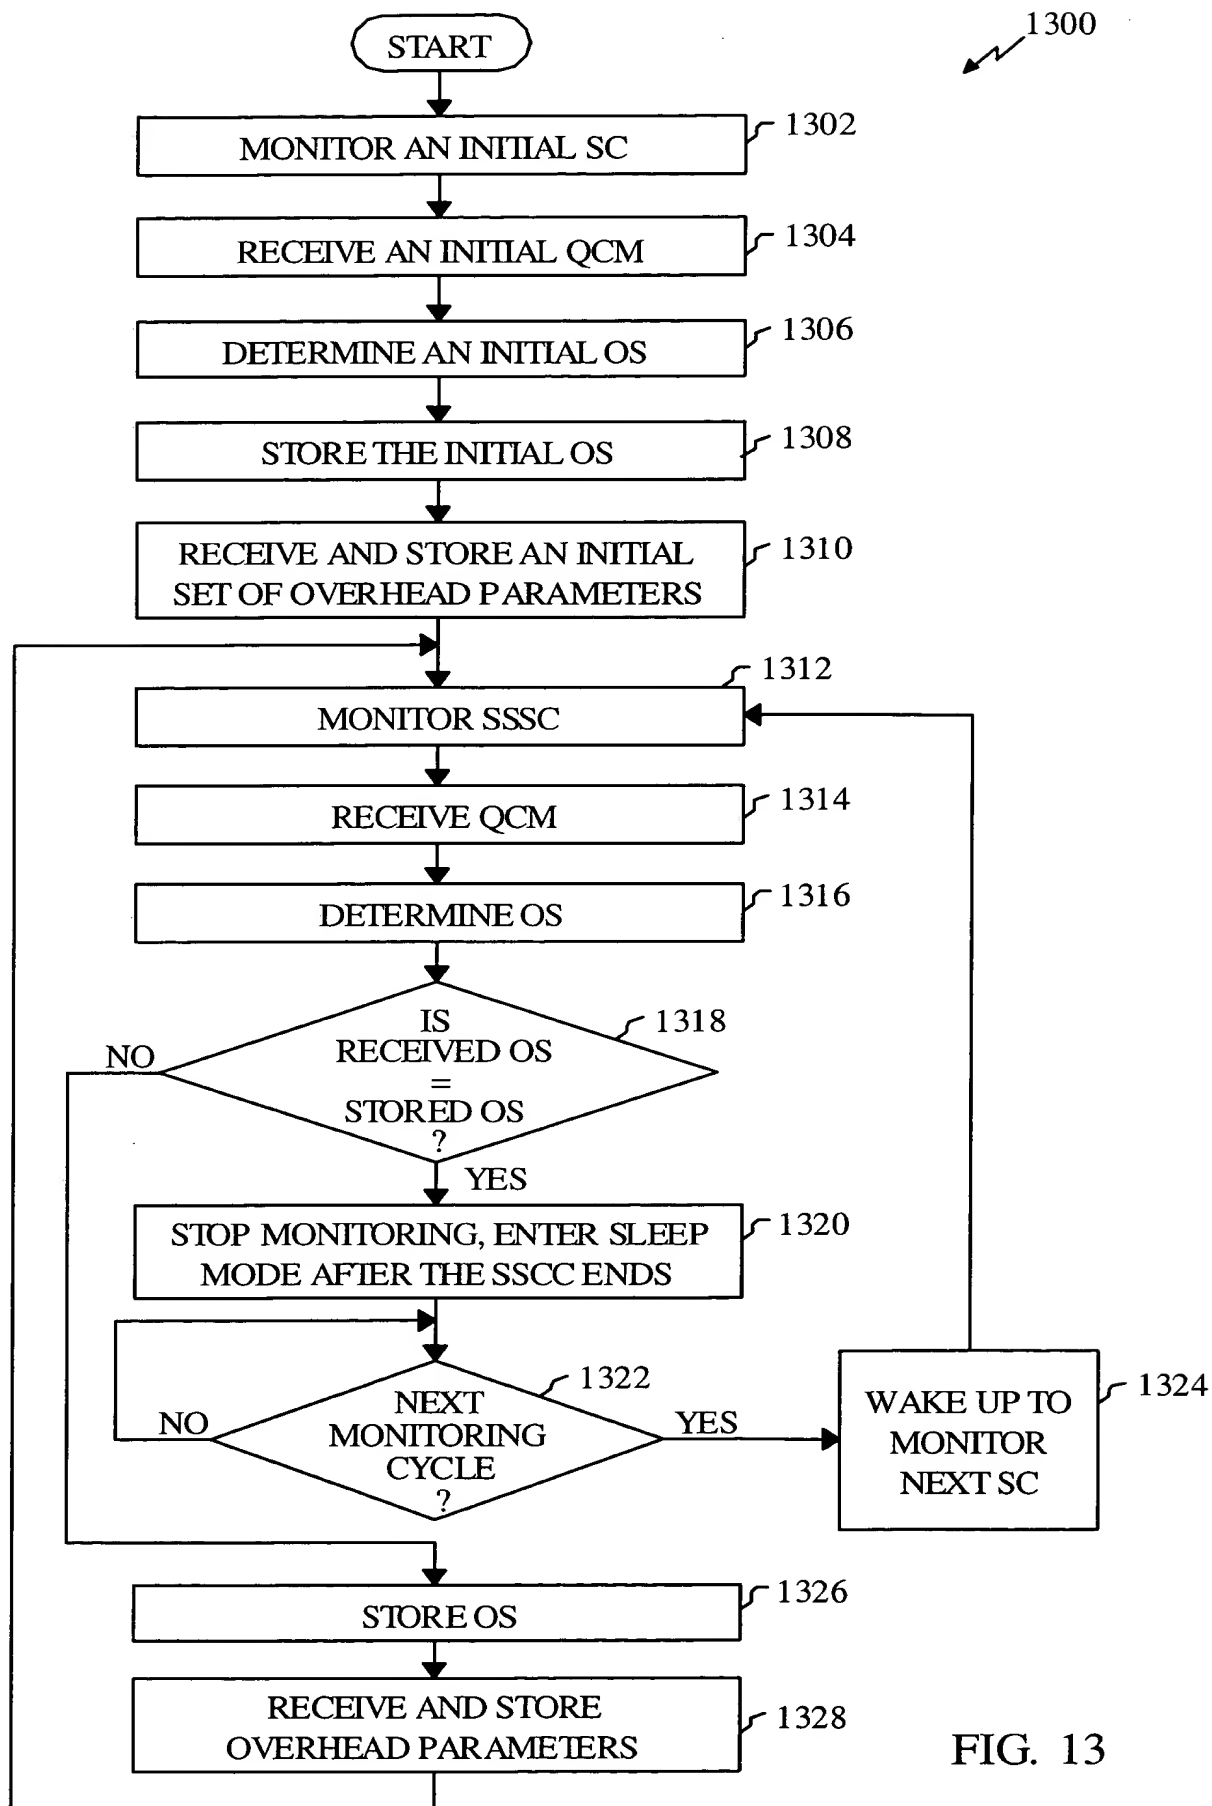 START
1300
MONITOR AN INITIAL SC
1302
RECEIVE AN INITIAL QCM
1304
DETERMINE AN INITIAL OS
1306
STORE THE INITIAL OS
1308
RECEIVE AND STORE AN INITIAL
SET OF OVERHEAD PARAMETERS
1310
MONITOR SSSC
1312
RECEIVE QCM
1314
DETERMINE OS
1316
IS
RECEIVED OS
=
STORED OS
?
1318
NO
YES
STOP MONITORING, ENTER SLEEP
MODE AFTER THE SSCC ENDS
1320
NEXT
MONITORING
CYCLE
?
1322
NO
YES
WAKE UP TO
MONITOR
NEXT SC
1324
STORE OS
1326
RECEIVE AND STORE
OVERHEAD PARAMETERS
1328
FIG. 13